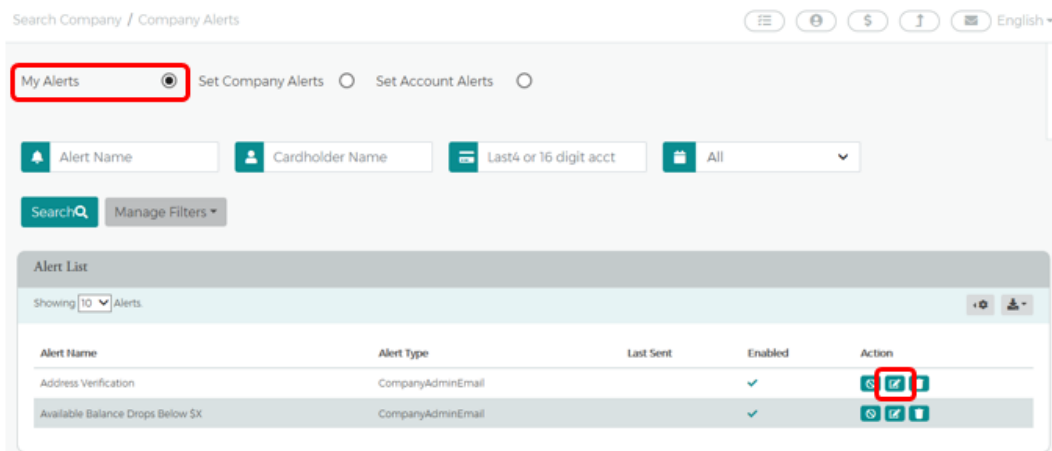 Search Company / Company Alerts
$
English
My Alerts Set Company Alerts Set Account Alerts
Alert Name Cardholder Name Last4 or 16 digit acct All
Search Manage Filters
Alert List
Showing 10 Alerts.
Alert Name Alert Type Last Sent Enabled Action
Address Verification CompanyAdminEmail
Available Balance Drops Below $X CompanyAdminEmail